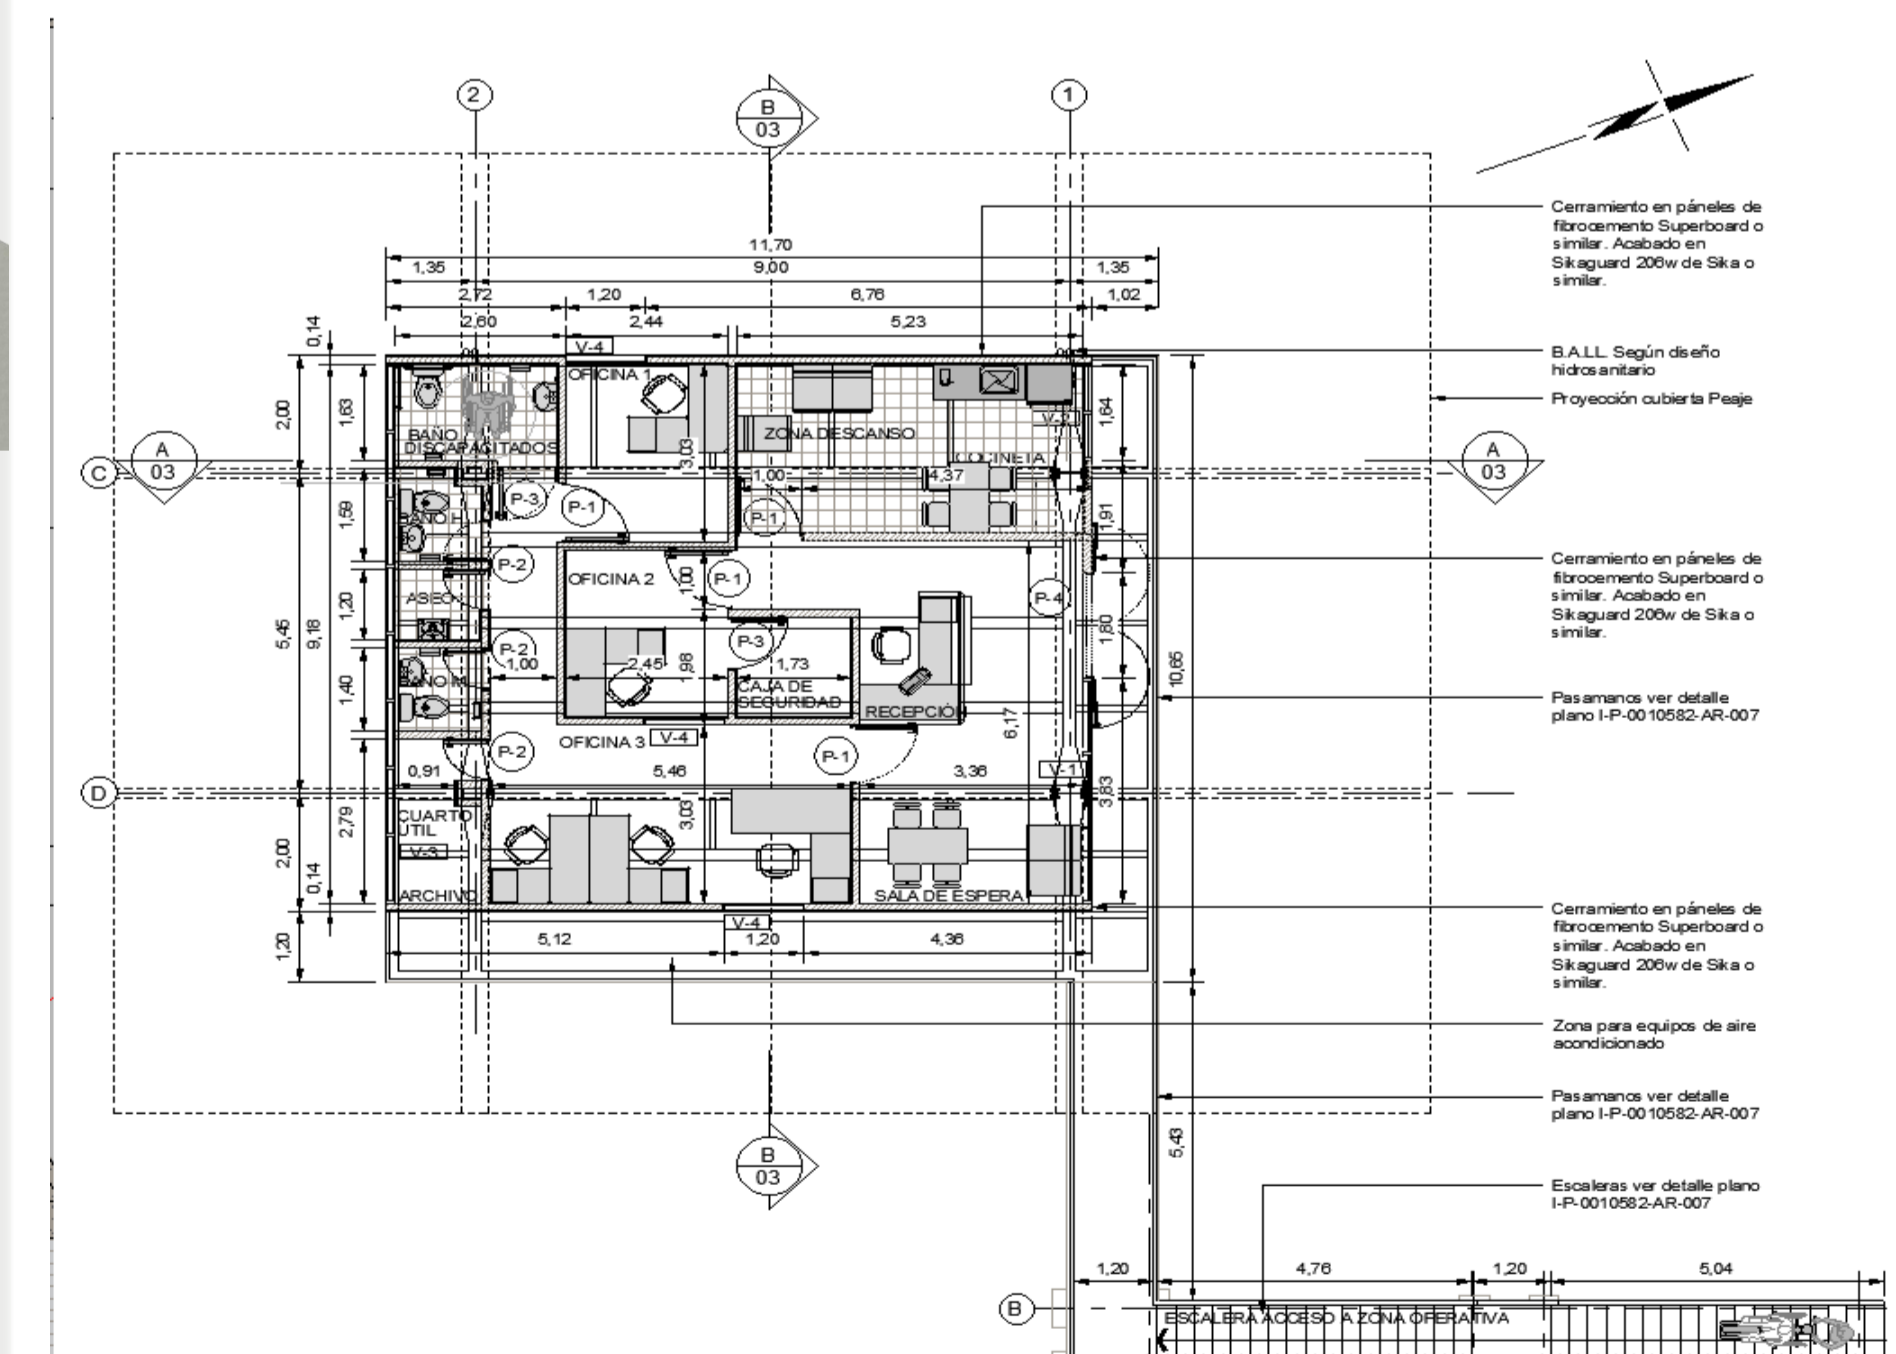 2
B
03
1
Cerramiento en páneles de
fibrocemento Superboard o
similar. Acabado en
Sikaguard 206w de Sika o
similar.
11,70
1,35
9,00
1,35
2,72
1,20
6,76
1,02
2,60
2,44
5,23
0,14
V-4
B.A.LL. Según diseño
hidrosanitario
Proyección cubierta Peaje
OFICINA 1
2,00
1,63
1,64
V-2
BAÑO
DISCAPACITADOS
ZONA DESCANSO
3,03
COCINETA
A
03
C
A
03
1,00
4,37
P-3
P-1
P-1
1,59
BAÑO H
1,91
P-2
OFICINA 2
P-1
1,00
Cerramiento en páneles de
fibrocemento Superboard o
similar. Acabado en
Sikaguard 206w de Sika o
similar.
ASEO
1,20
P-4
5,45
9,18
P-2
P-3
1,80
1,00
2,45
1,98
1,73
10,65
BAÑO M
1,40
CAJA DE
SEGURIDAD
RECEPCIÓN
Pasamanos ver detalle
plano I-P-0010582-AR-007
6,17
OFICINA 3
V-4
P-2
P-1
0,91
5,46
3,36
V-1
D
3,83
CUARTO
UTIL
2,79
3,03
V-3
2,00
0,14
ARCHIVO
SALA DE ESPERA
V-4
Cerramiento en páneles de
fibrocemento Superboard o
similar. Acabado en
Sikaguard 206w de Sika o
similar.
1,20
5,12
1,20
4,36
Zona para equipos de aire
acondicionado
Pasamanos ver detalle
plano I-P-0010582-AR-007
B
03
5,43
Escaleras ver detalle plano
I-P-0010582-AR-007
1,20
4,76
1,20
5,04
B
ESCALERA ACCESO A ZONA OPERATIVA